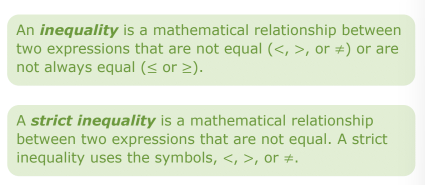 An inequality is a mathematical relationship between
two expressions that are not equal (<, >, or ≠) or are
not always equal (≤ or ≥).
A strict inequality is a mathematical relationship
between two expressions that are not equal. A strict
inequality uses the symbols, <, >, or ≠.